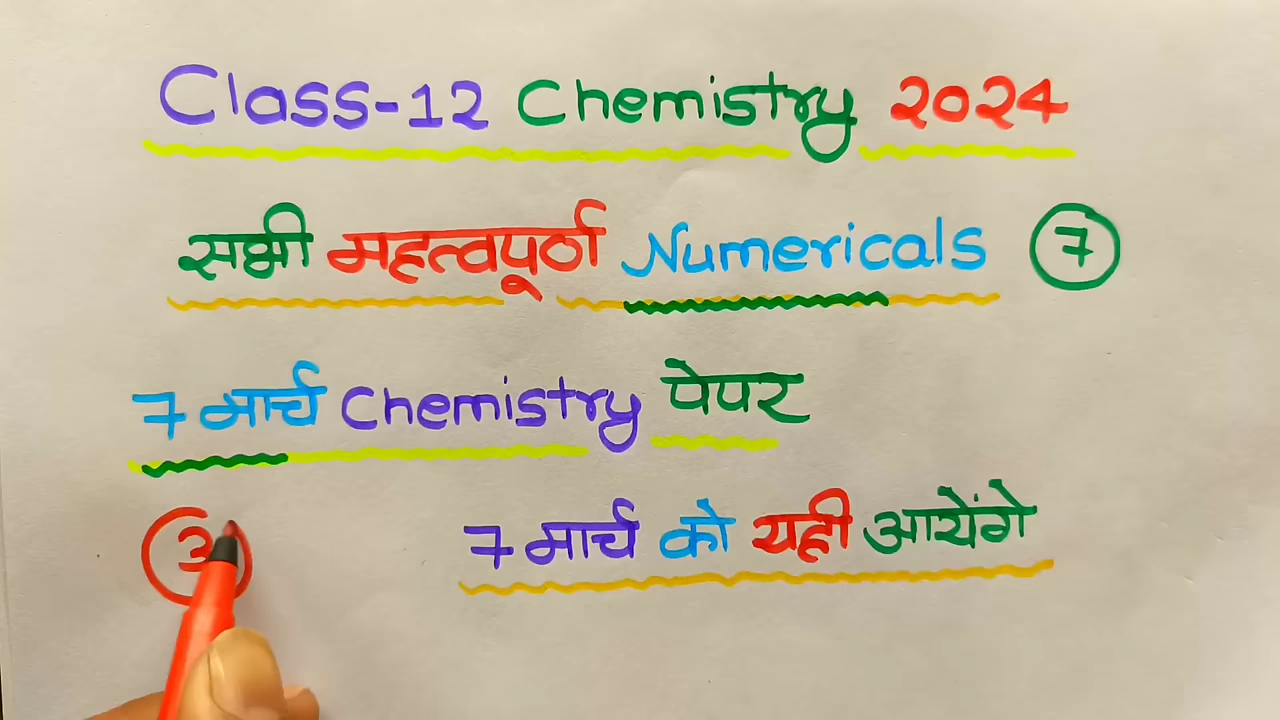 Class-12 Chemistry 2024
सभी महत्वपूर्ण Numericals 7
7 मार्च Chemistry पेपर
3 7 मार्च को यही आयेंगे